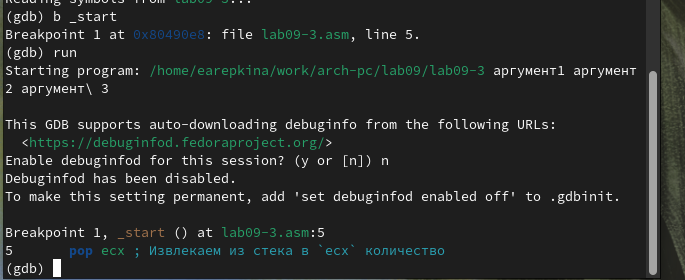 Reading symbols from lab09-3...
(gdb) b _start
Breakpoint 1 at 0x80490e8: file lab09-3.asm, line 5.
(gdb) run
Starting program: /home/earepkina/work/arch-pc/lab09/lab09-3 аргумент1 аргумент
2 аргумент\ 3

This GDB supports auto-downloading debuginfo from the following URLs:
  <https://debuginfod.fedoraproject.org/>
Enable debuginfod for this session? (y or [n]) n
Debuginfod has been disabled.
To make this setting permanent, add 'set debuginfod enabled off' to .gdbinit.

Breakpoint 1, _start () at lab09-3.asm:5
5       pop ecx ; Извлекаем из стека в `ecx` количество
(gdb)